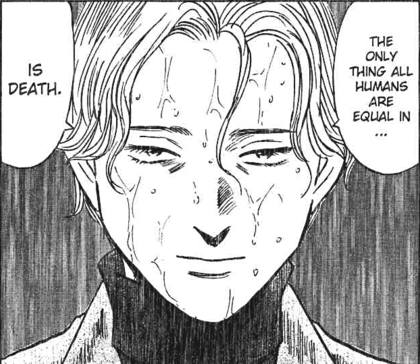 THE
ONLY
THING ALL
HUMANS
ARE
EQUAL IN
...
IS
DEATH.